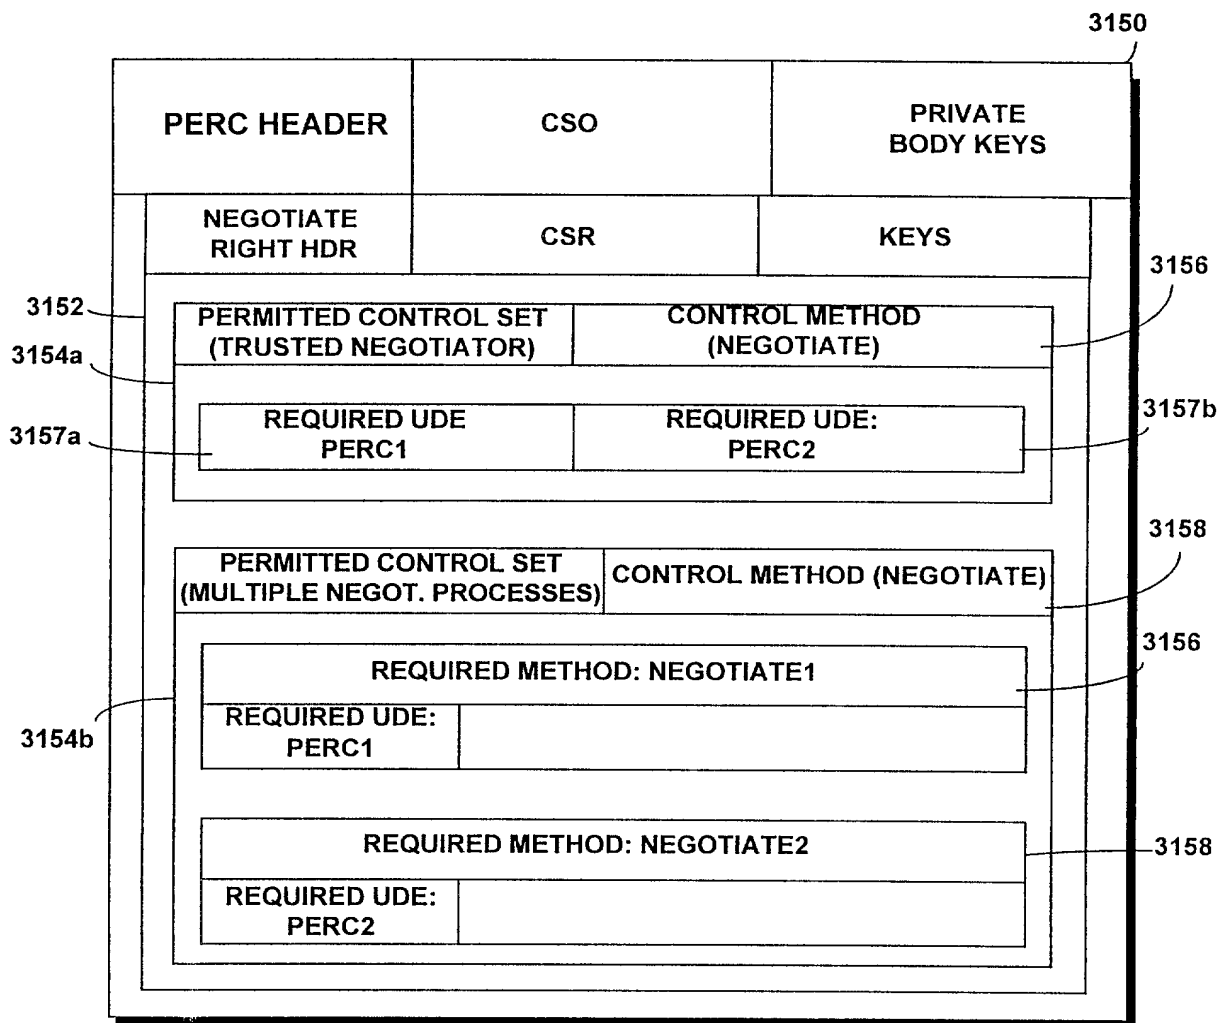 3150
PERC HEADER
CSO
PRIVATE
BODY KEYS
NEGOTIATE
RIGHT HDR
CSR
KEYS
3156
3152
PERMITTED CONTROL SET
(TRUSTED NEGOTIATOR)
CONTROL METHOD
(NEGOTIATE)
3154a
3157a
REQUIRED UDE
PERC1
REQUIRED UDE:
PERC2
3157b
3158
PERMITTED CONTROL SET
(MULTIPLE NEGOT. PROCESSES)
CONTROL METHOD (NEGOTIATE)
3156
REQUIRED METHOD: NEGOTIATE1
REQUIRED UDE:
PERC1
3154b
REQUIRED METHOD: NEGOTIATE2
3158
REQUIRED UDE:
PERC2